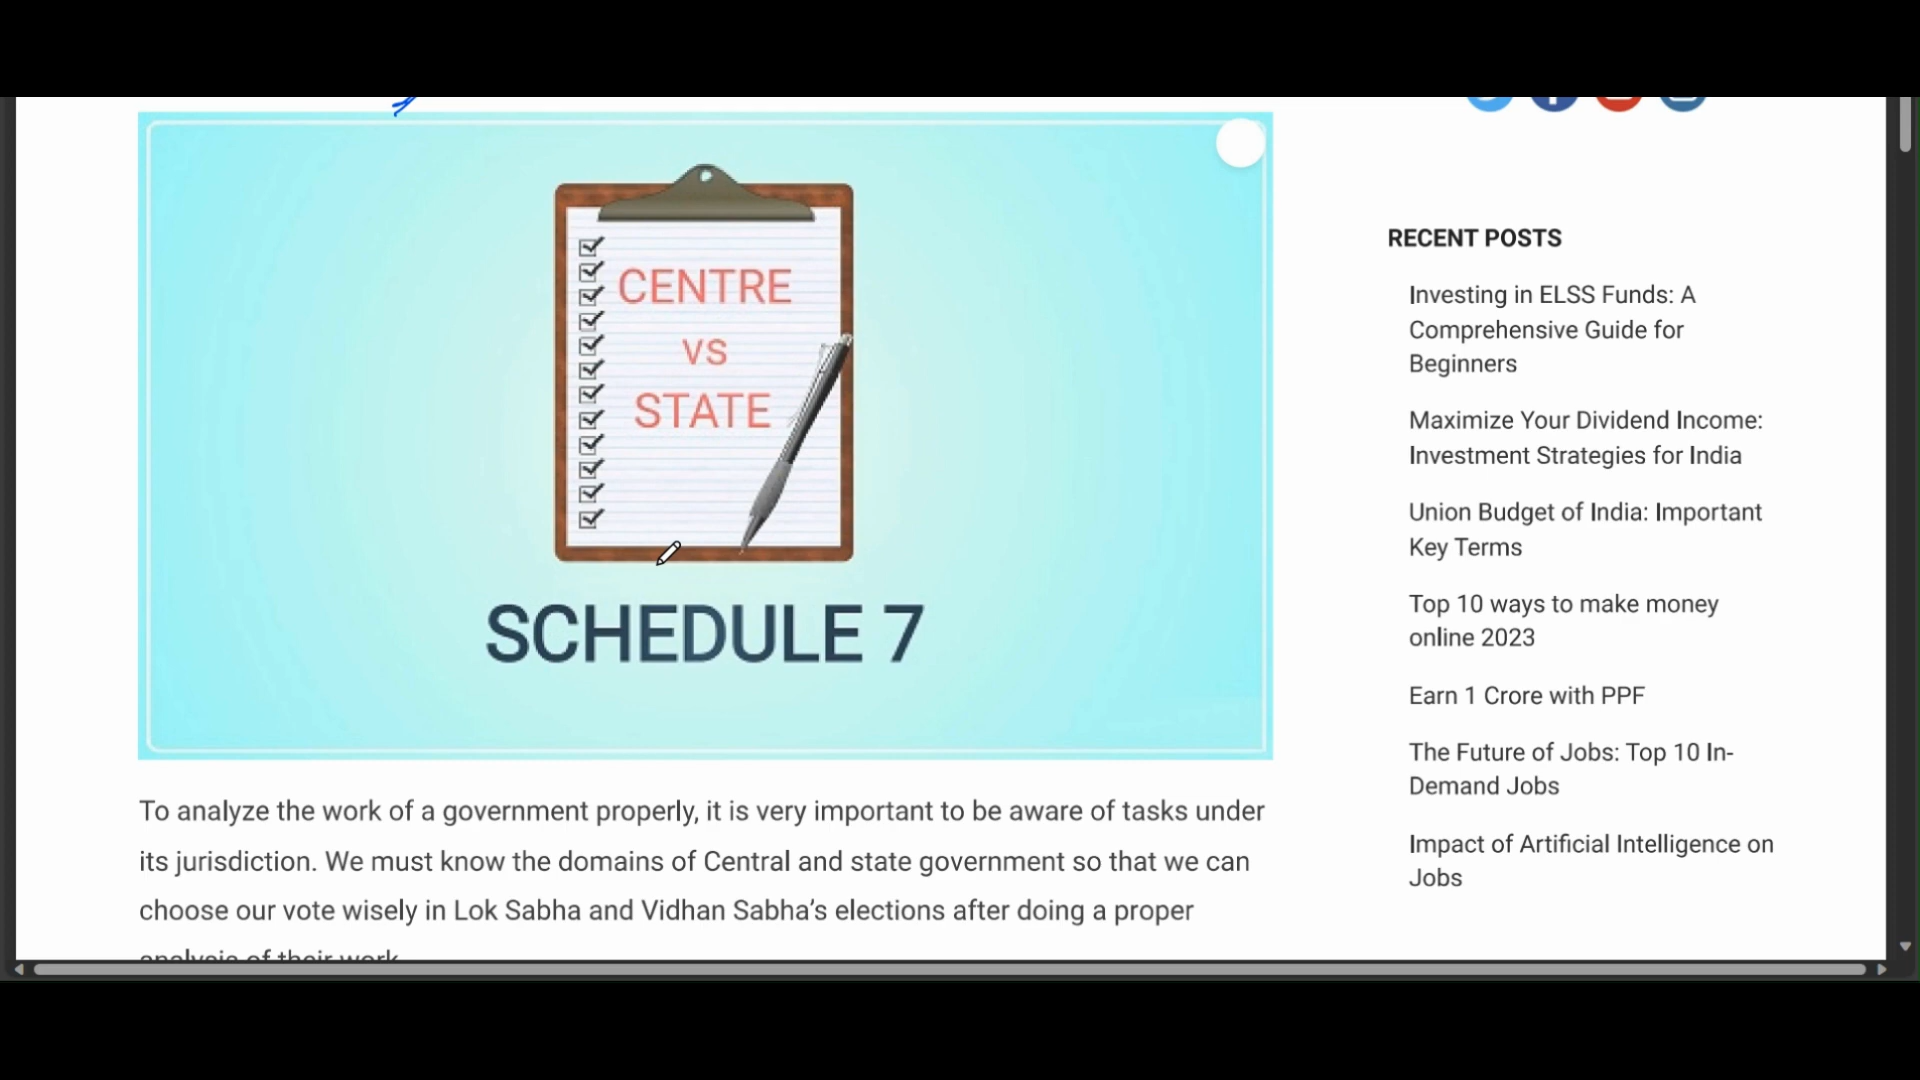 CENTRE
VS
STATE
SCHEDULE 7
To analyze the work of a government properly, it is very important to be aware of tasks under
its jurisdiction. We must know the domains of Central and state government so that we can
choose our vote wisely in Lok Sabha and Vidhan Sabha’s elections after doing a proper
analysis of their work
RECENT POSTS
Investing in ELSS Funds: A
Comprehensive Guide for
Beginners
Maximize Your Dividend Income:
Investment Strategies for India
Union Budget of India: Important
Key Terms
Top 10 ways to make money
online 2023
Earn 1 Crore with PPF
The Future of Jobs: Top 10 In-
Demand Jobs
Impact of Artificial Intelligence on
Jobs